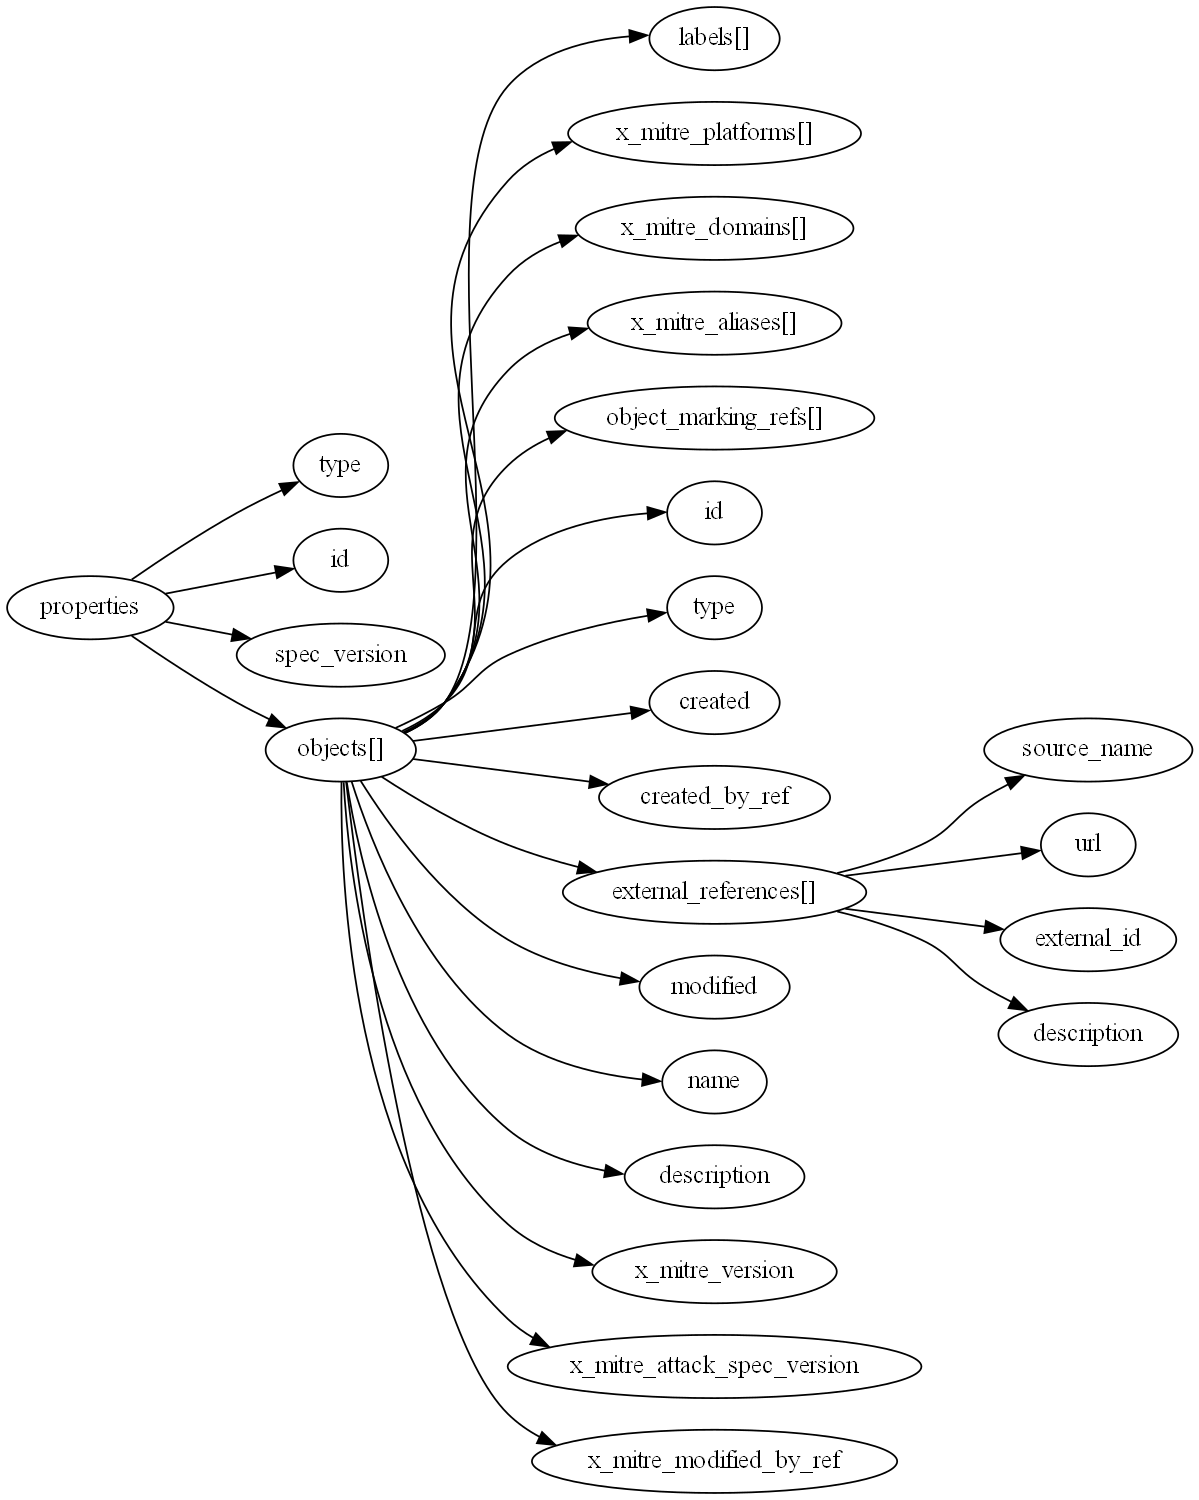 properties
type
id
spec_version
objects[]
labels[]
x_mitre_platforms[]
x_mitre_domains[]
x_mitre_aliases[]
object_marking_refs[]
id
type
created
created_by_ref
external_references[]
modified
name
description
x_mitre_version
x_mitre_attack_spec_version
x_mitre_modified_by_ref
source_name
url
external_id
description